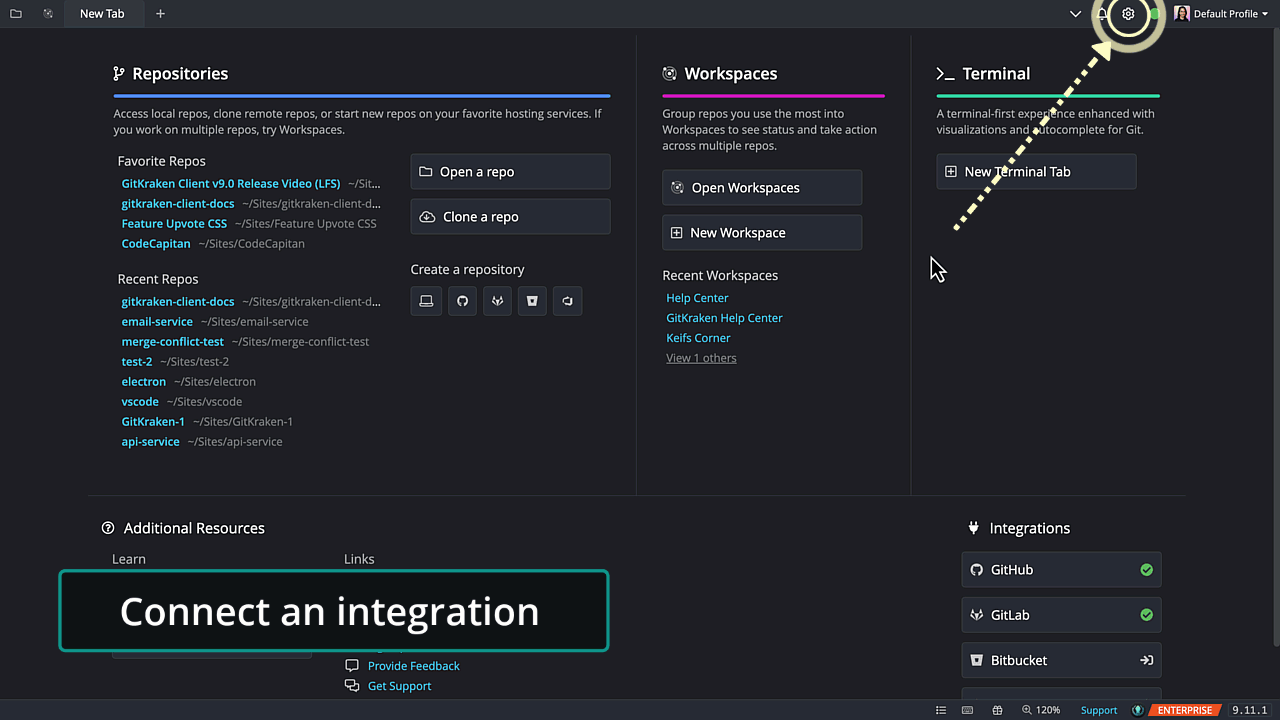 New Tab
Default Profile
Repositories
Access local repos, clone remote repos, or start new repos on your favorite hosting services. If
you work on multiple repos, try Workspaces.
Favorite Repos
GitKraken Client v9.0 Release Video (LFS) ~/Sit...
gitkraken-client-docs ~/Sites/gitkraken-client-d...
Feature Upvote CSS ~/Sites/Feature Upvote CSS
CodeCapitan ~/Sites/CodeCapitan
Recent Repos
gitkraken-client-docs ~/Sites/gitkraken-client-d...
email-service ~/Sites/email-service
merge-conflict-test ~/Sites/merge-conflict-test
test-2 ~/Sites/test-2
electron ~/Sites/electron
vscode ~/Sites/vscode
GitKraken-1 ~/Sites/GitKraken-1
api-service ~/Sites/api-service
Open a repo
Clone a repo
Create a repository
Workspaces
Group repos you use the most into
Workspaces to see status and take action
across multiple repos.
Open Workspaces
New Workspace
Recent Workspaces
Help Center
GitKraken Help Center
Keifs Corner
View 1 others
Terminal
A terminal-first experience enhanced with
visualizations and autocomplete for Git.
New Terminal Tab
Additional Resources
Learn
Links
Connect an integration
Provide Feedback
Get Support
Integrations
GitHub
GitLab
Bitbucket
120%
Support
ENTERPRISE
9.11.1